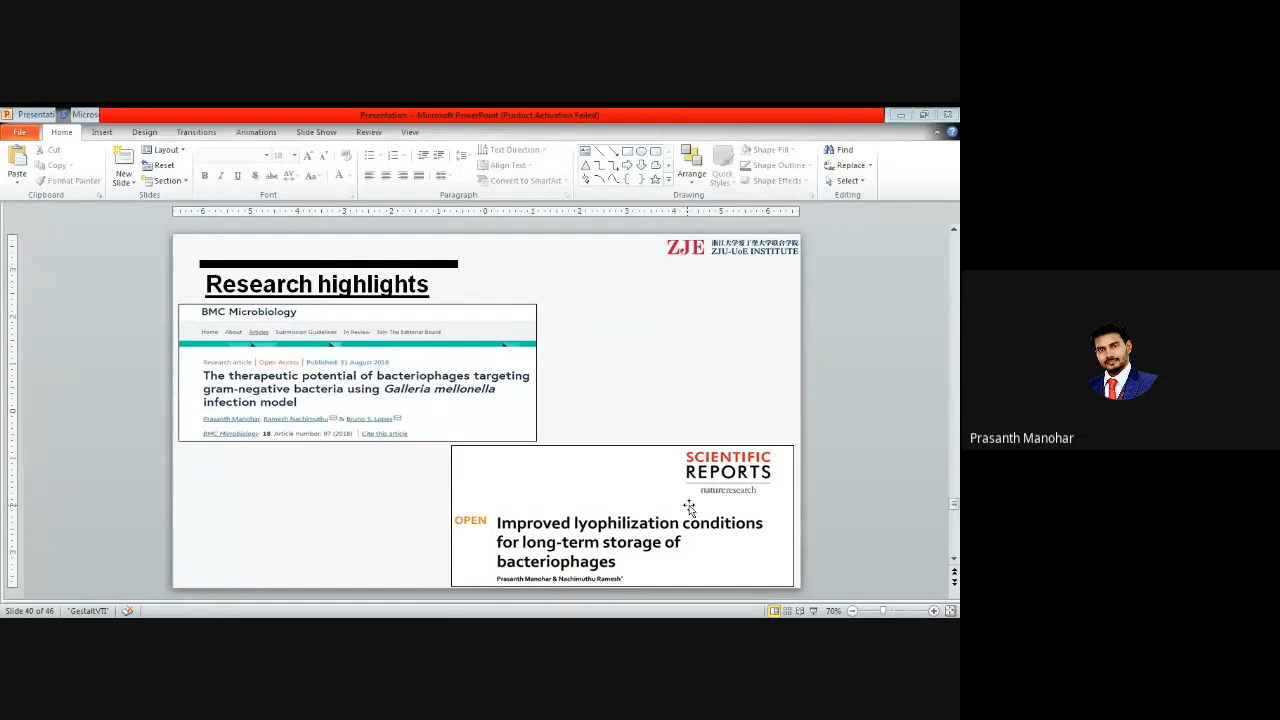 Presentati
Micros
Presentation - Microsoft PowerPoint (Product Activation Failed)
File Home Insert Design Transitions Animations Slide Show Review View
Cut
Copy
Format Painter
Paste
Clipboard
New
Slide
Layout
Reset
Section
Slides
18
Font
Paragraph
Text Direction
Align Text
Convert to SmartArt
Arrange
Quick
Styles
Shape Fill
Shape Outline
Shape Effects
Drawing
Find
Replace
Select
Editing
ZJE 浙江大学爱丁堡大学联合学院
ZJU-UoE INSTITUTE
Research highlights
BMC Microbiology
Home About Articles Submission Guidelines In Review Join The Editorial Board
Research article | Open Access | Published: 31 August 2018
The therapeutic potential of bacteriophages targeting
gram-negative bacteria using Galleria mellonella
infection model
Prasanth Manohar, Ramesh Nachimuthu & Bruno S. Lopes
BMC Microbiology 18, Article number: 97 (2018) | Cite this article
SCIENTIFIC
REPORTS
natureresearch
OPEN Improved lyophilization conditions
for long-term storage of
bacteriophages
Prasanth Manohar & Nachimuthu Ramesh*
Slide 40 of 46 "GestaltVTI" 70%
Prasanth Manohar